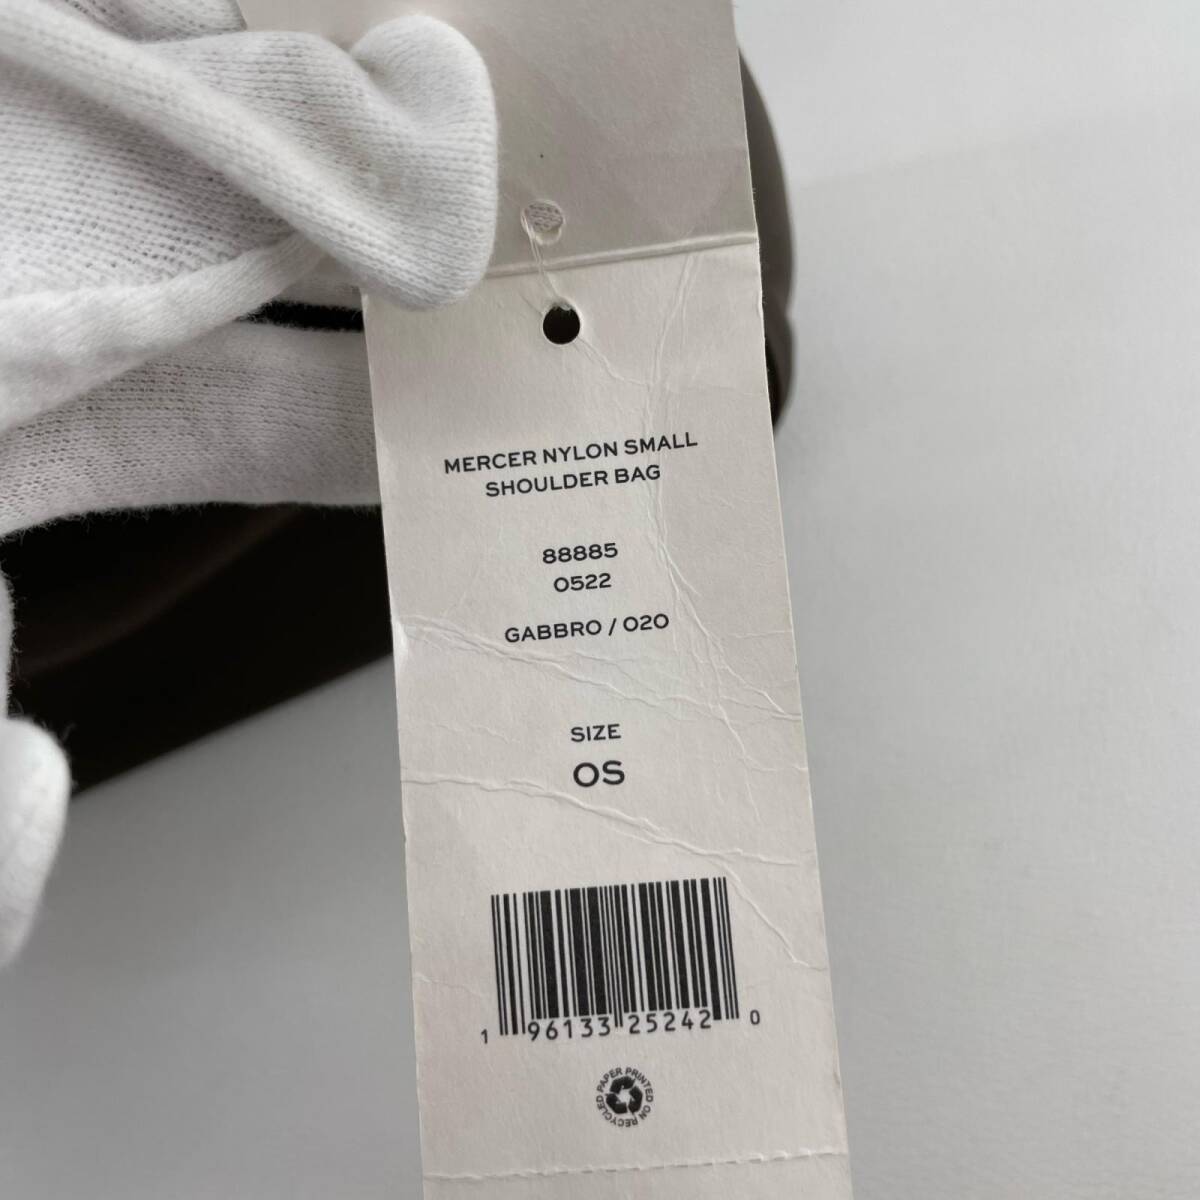 MERCER NYLON SMALL
SHOULDER BAG
88885
0522
GABBRO / 020
SIZE
OS
1 96133 25242 0
PRINTED ON RECYCLED PAPER